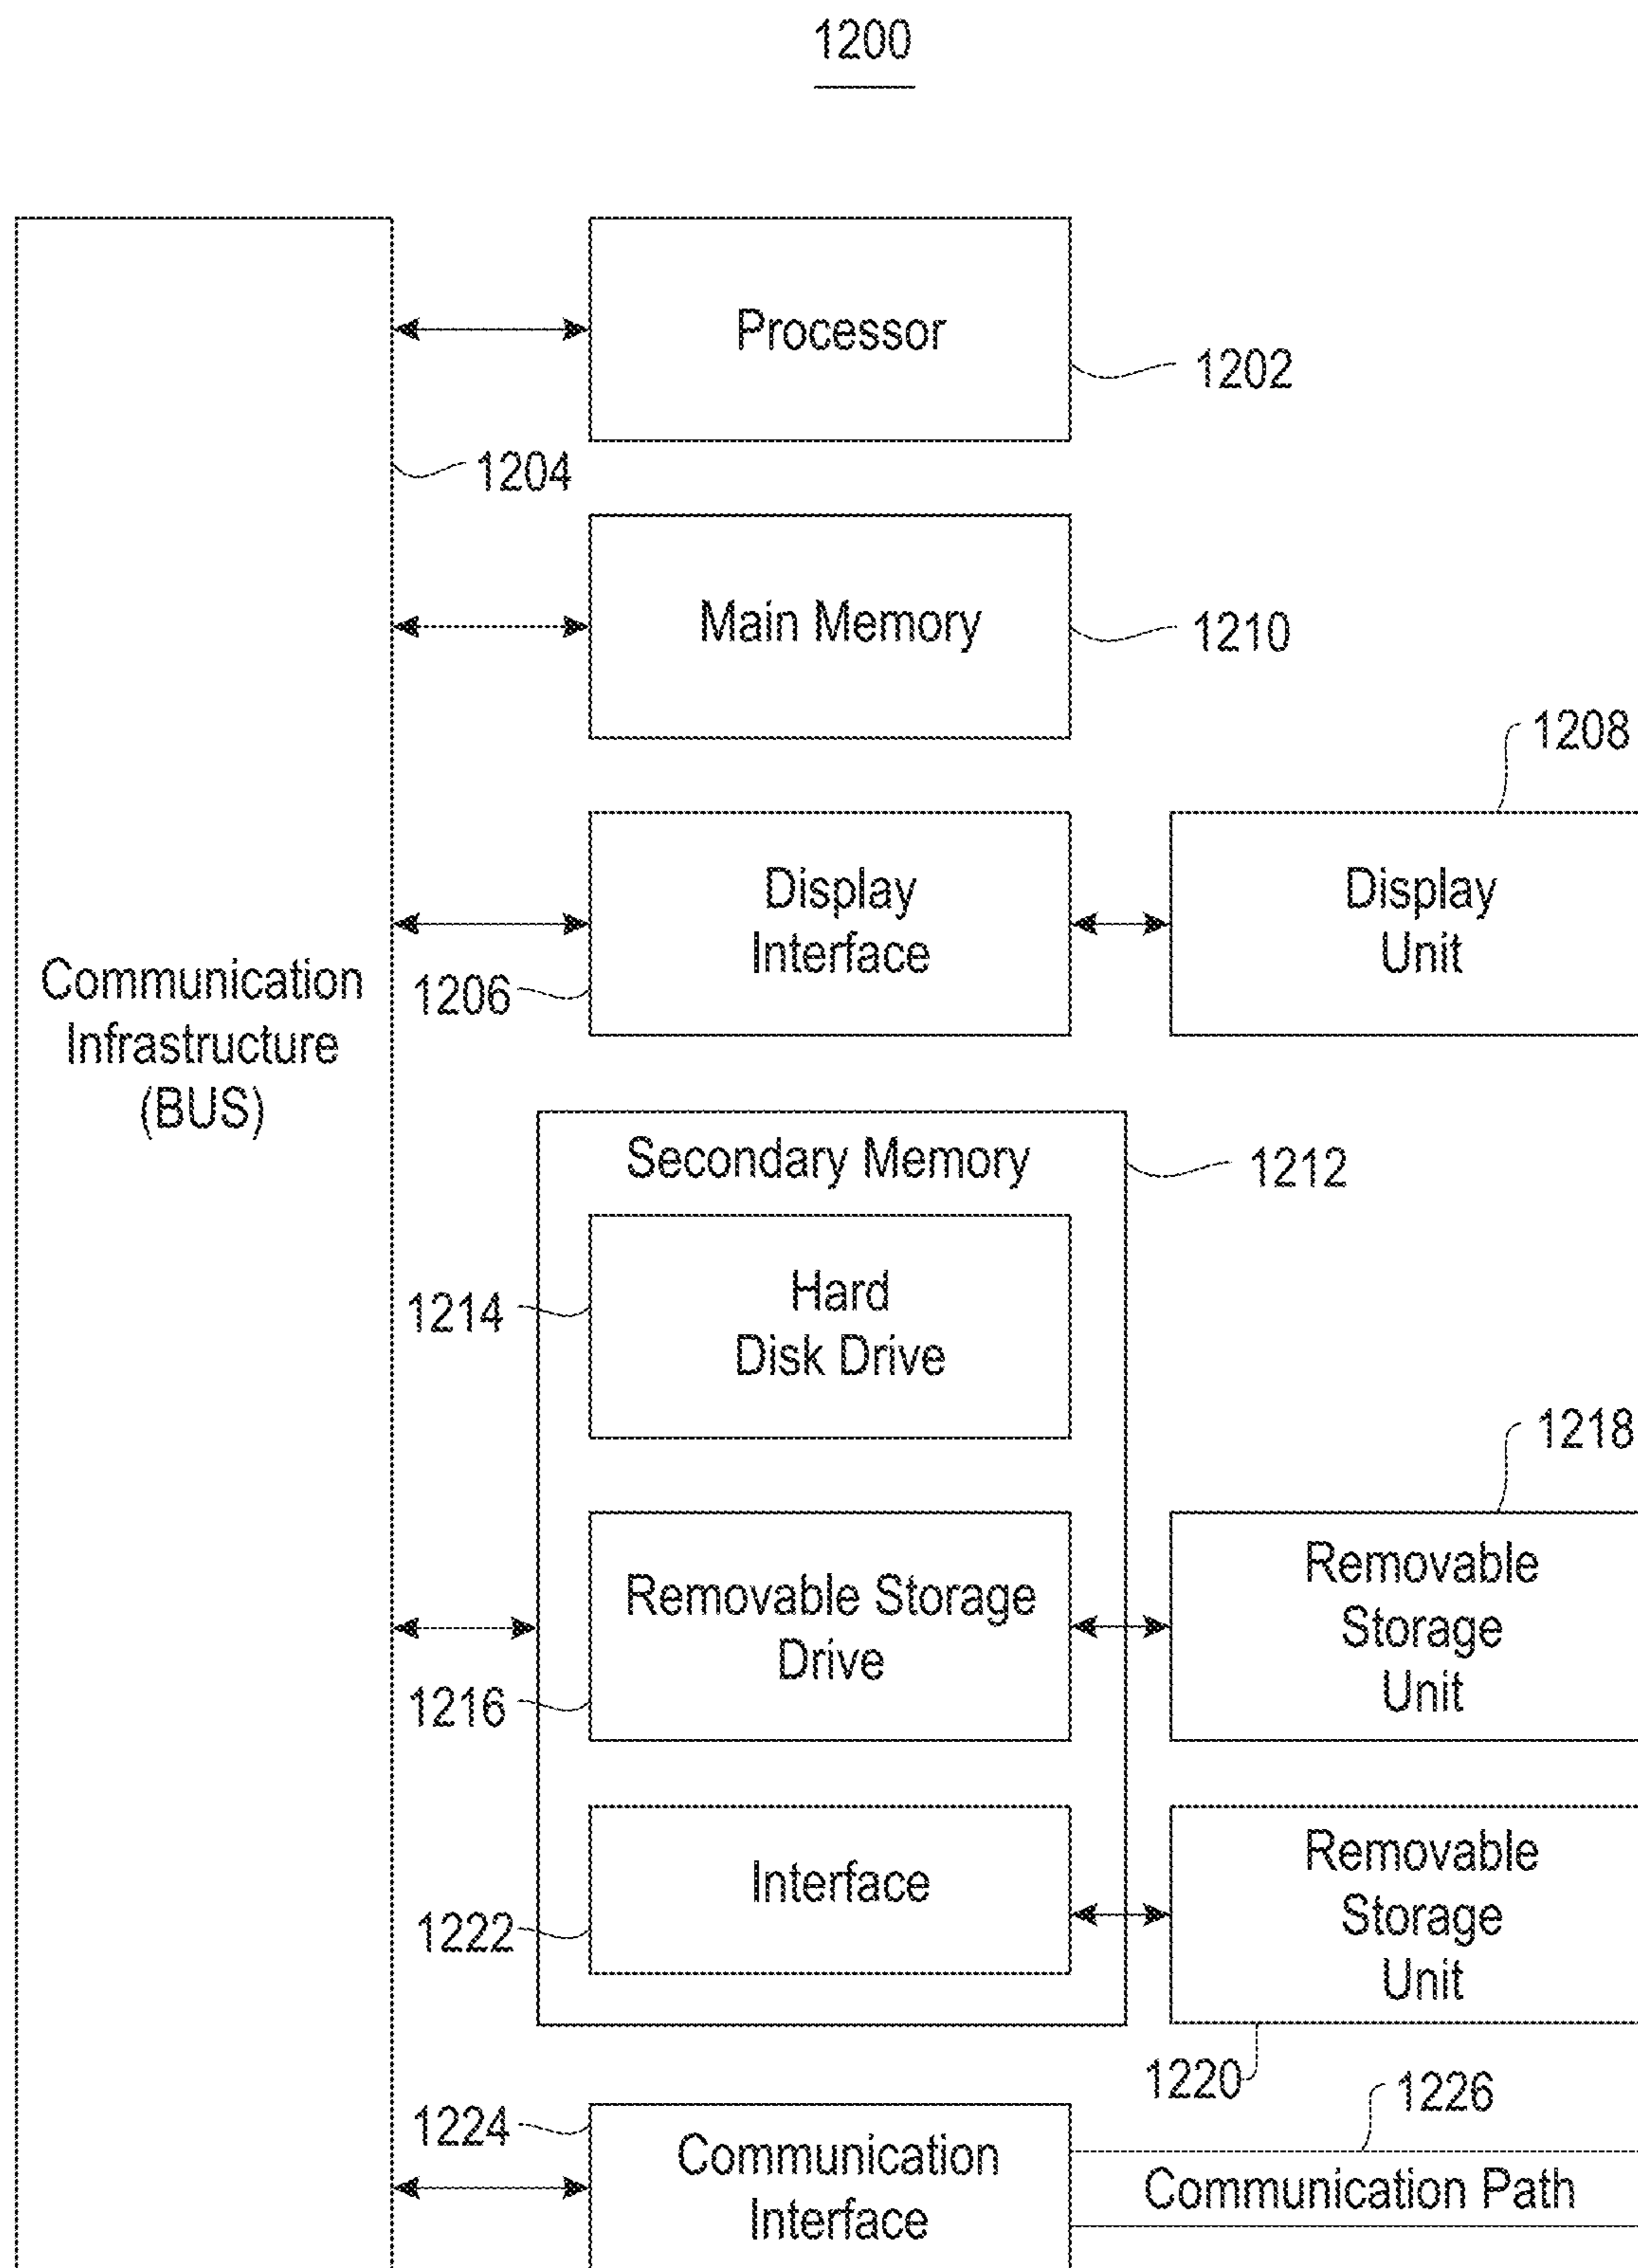 1200
Processor
1202
1204
Main Memory
1210
1208
Display
Interface
1206
Display
Unit
Communication
Infrastructure
(BUS)
Secondary Memory
1212
Hard
Disk Drive
1214
1218
Removable Storage
Drive
1216
Removable
Storage
Unit
Interface
1222
Removable
Storage
Unit
1220
1226
1224
Communication
Interface
Communication Path